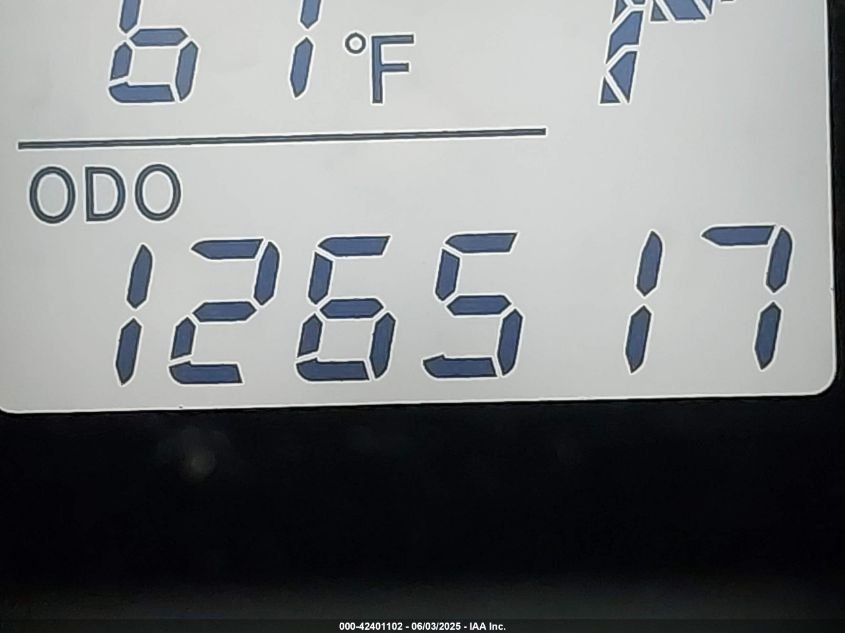 61 °F
ODO
126517
000-42401102 - 06/03/2025 - IAA Inc.